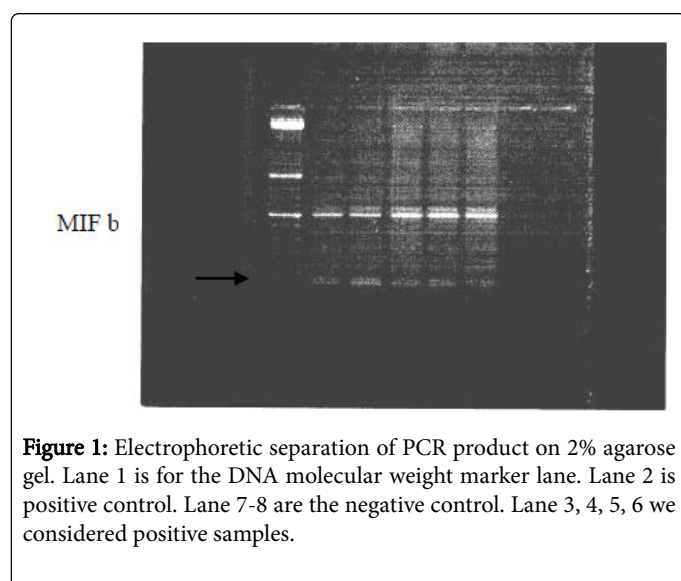 MIF b
Figure 1: Electrophoretic separation of PCR product on 2% agarose
gel. Lane 1 is for the DNA molecular weight marker lane. Lane 2 is
positive control. Lane 7-8 are the negative control. Lane 3, 4, 5, 6 we
considered positive samples.